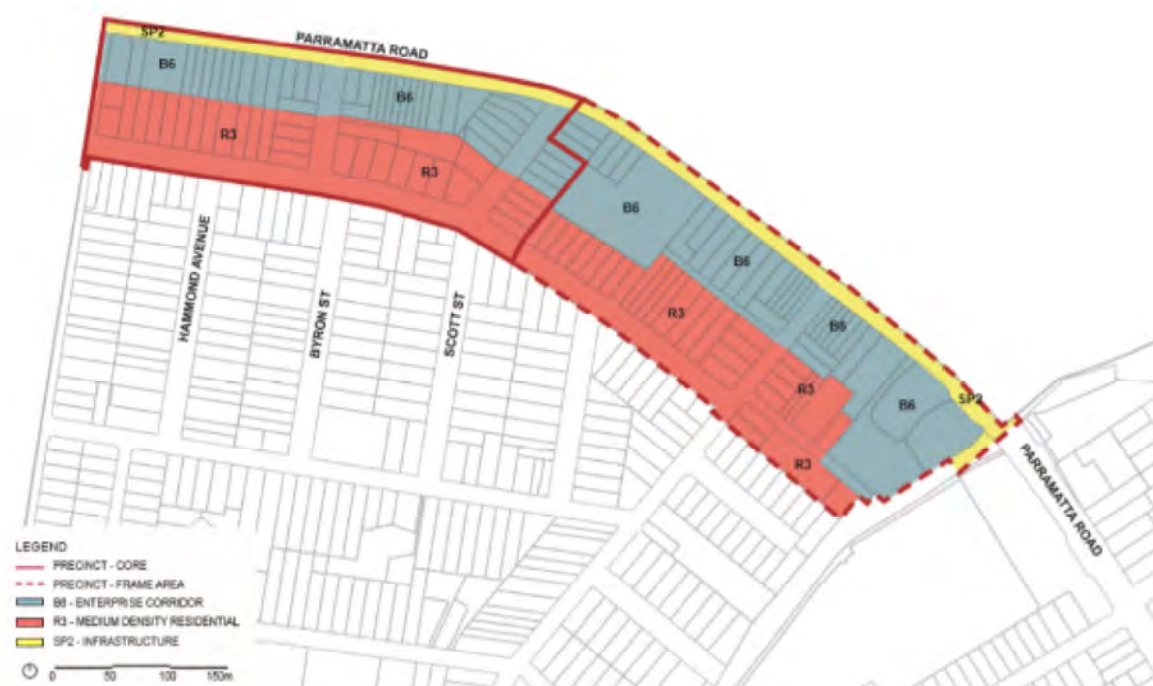 SP2
PARRAMATTA ROAD
B6
B6
R3
R3
B6
B6
R3
B6
R3
B6
SP2
R3
HAMMOND AVENUE
BYRON ST
SCOTT ST
PARRAMATTA ROAD
LEGEND
PRECINCT - CORE
PRECINCT - FRAME AREA
B6 - ENTERPRISE CORRIDOR
R3 - MEDIUM DENSITY RESIDENTIAL
SP2 - INFRASTRUCTURE
0 50 100 150m